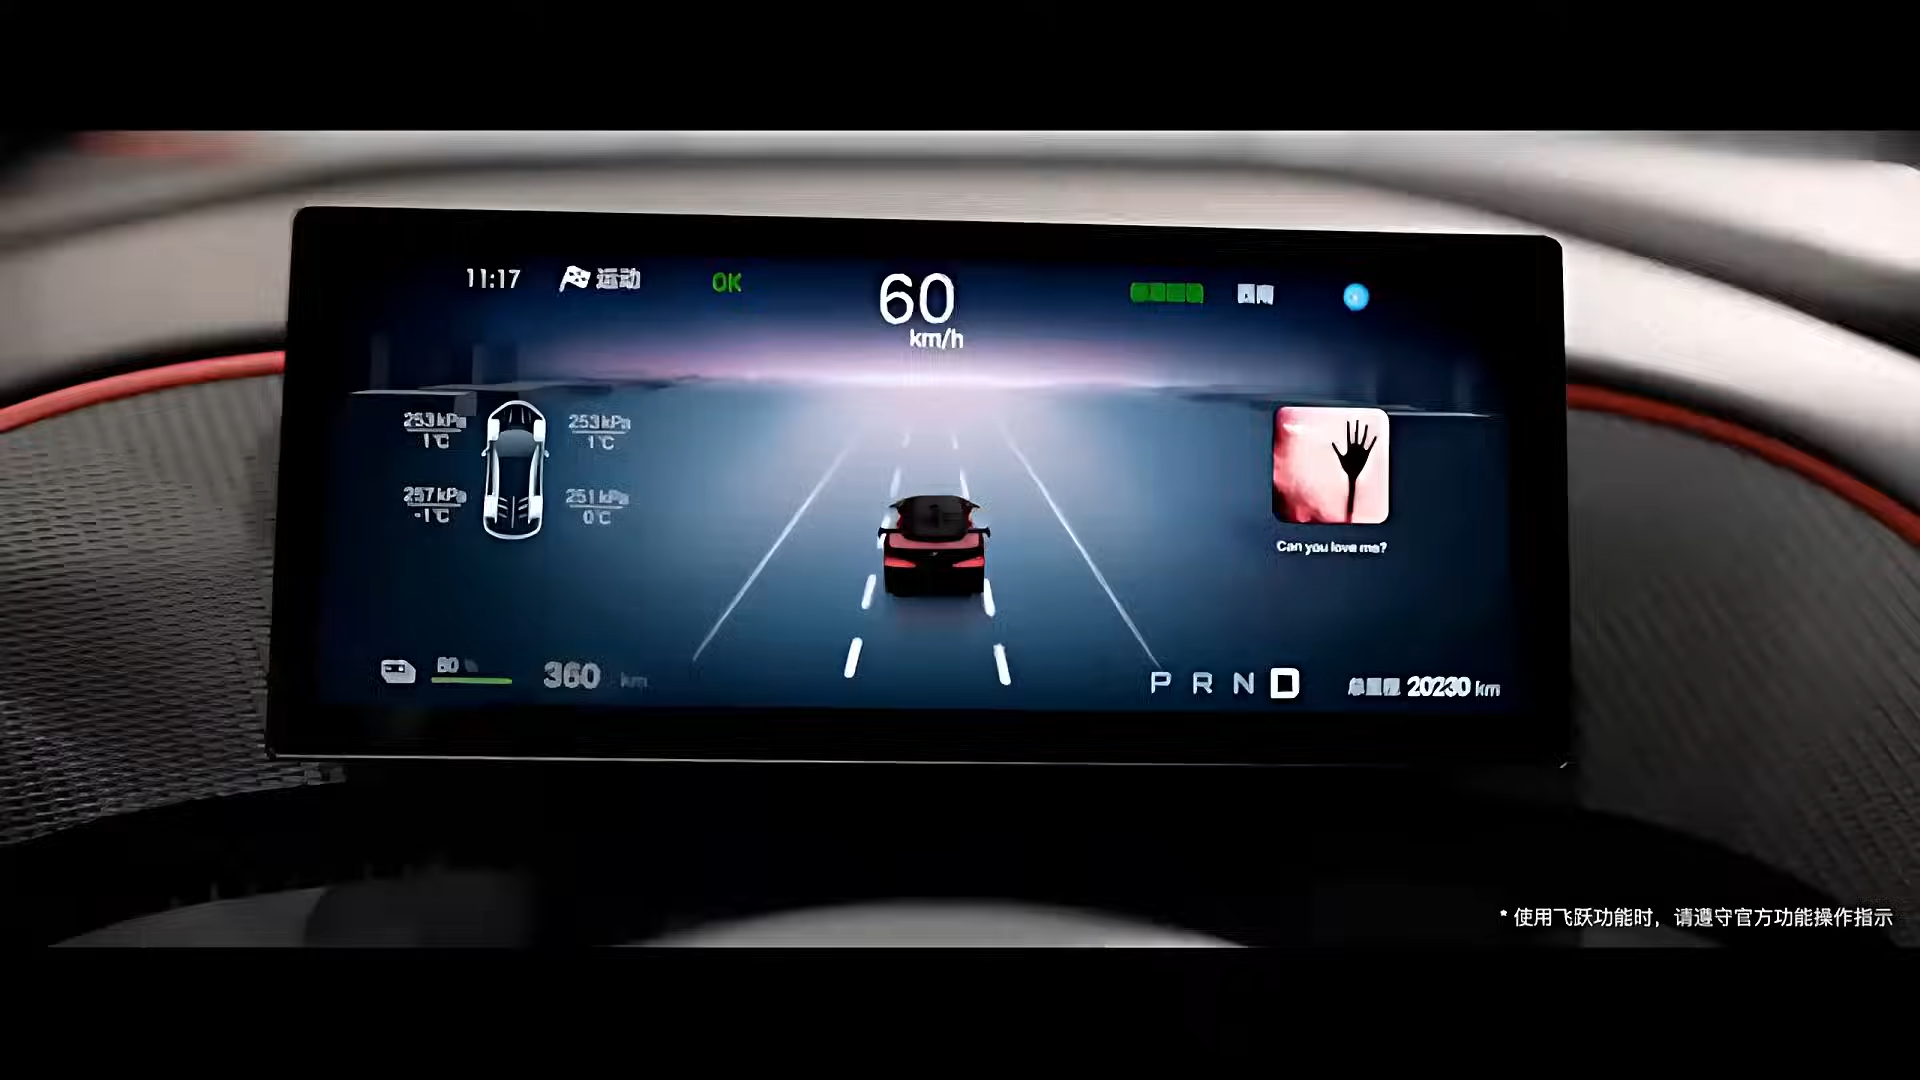 11:17
运动
OK
60
km/h
253 kPa
1℃
253 kPa
1℃
257 kPa
-1℃
251 kPa
0℃
Can you love me?
360 km
P R N D
20230 km
* 使用飞跃功能时，请遵守官方功能操作指示